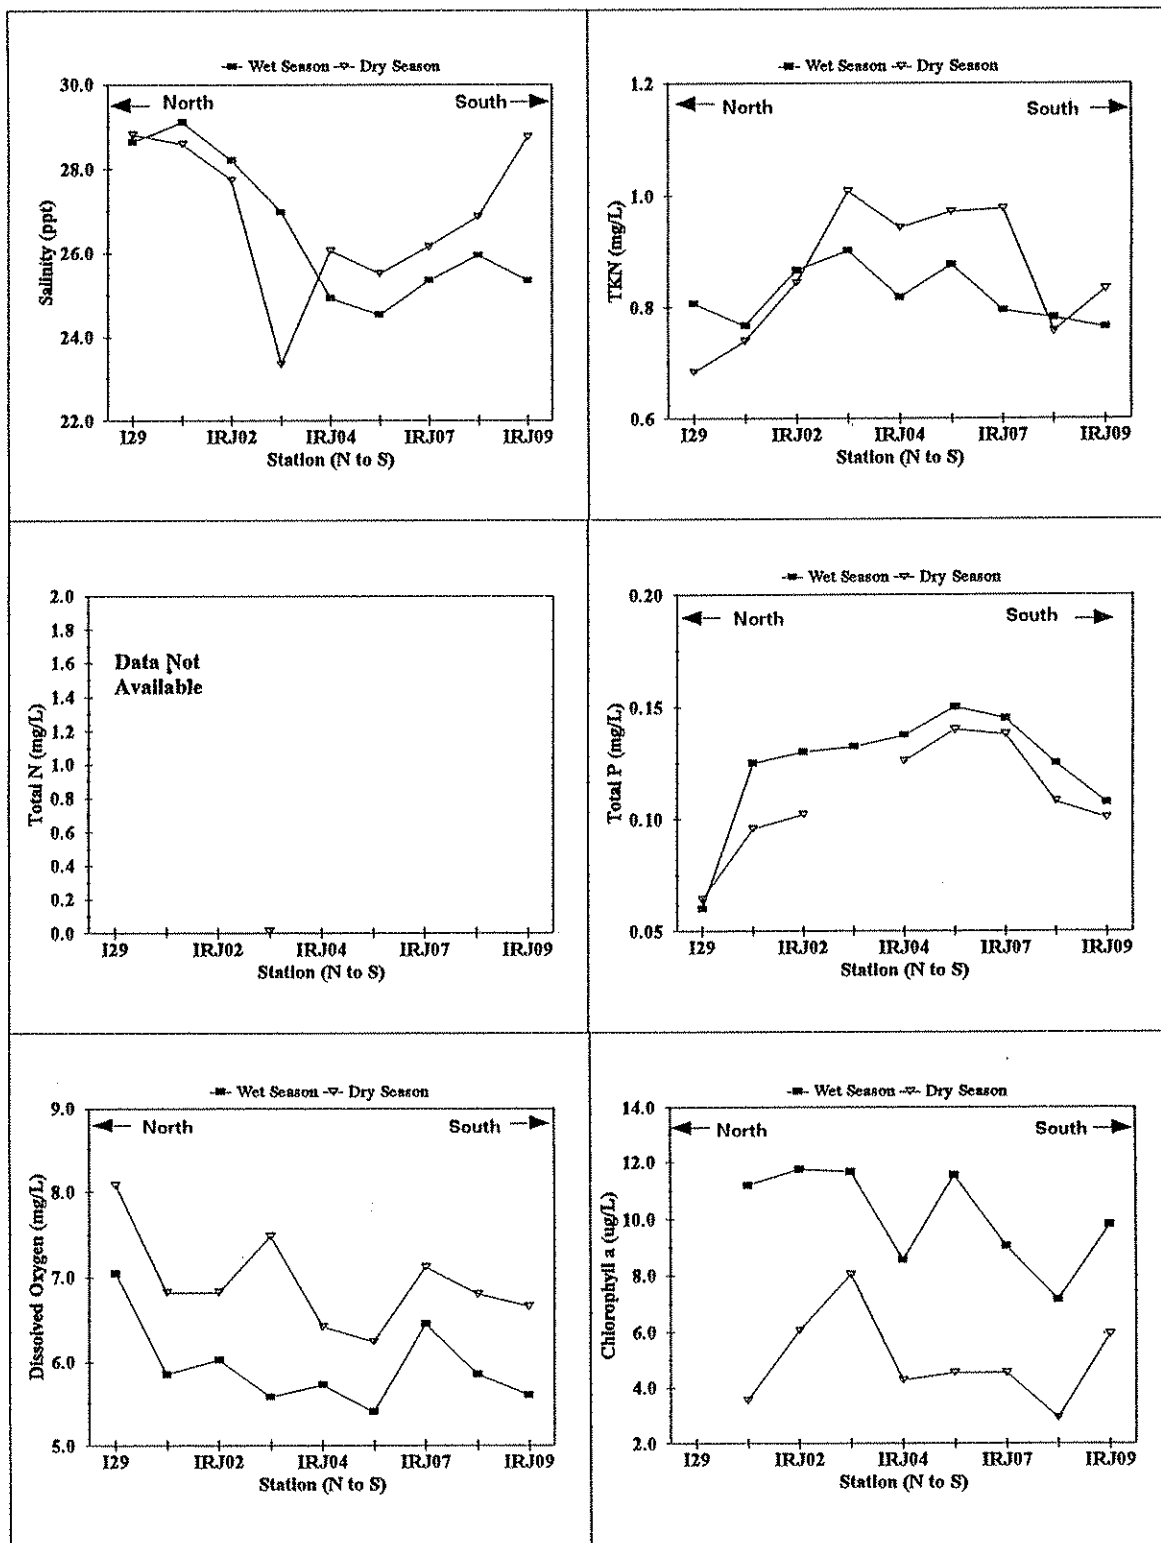 Wet Season Dry Season
30.0
North
South
28.0
26.0
24.0
22.0
Salinity (ppt)
I29 IRJ02 IRJ04 IRJ07 IRJ09
Station (N to S)
Wet Season Dry Season
1.2
North
South
1.0
0.8
0.6
TKN (mg/L)
I29 IRJ02 IRJ04 IRJ07 IRJ09
Station (N to S)
2.0
1.8
1.6
1.4
1.2
1.0
0.8
0.6
0.4
0.2
0.0
Total N (mg/L)
Data Not
Available
I29 IRJ02 IRJ04 IRJ07 IRJ09
Station (N to S)
Wet Season Dry Season
0.20
North
South
0.15
0.10
0.05
Total P (mg/L)
I29 IRJ02 IRJ04 IRJ07 IRJ09
Station (N to S)
Wet Season Dry Season
9.0
North
South
8.0
7.0
6.0
5.0
Dissolved Oxygen (mg/L)
I29 IRJ02 IRJ04 IRJ07 IRJ09
Station (N to S)
Wet Season Dry Season
14.0
North
South
12.0
10.0
8.0
6.0
4.0
2.0
Chlorophyll a (ug/L)
I29 IRJ02 IRJ04 IRJ07 IRJ09
Station (N to S)